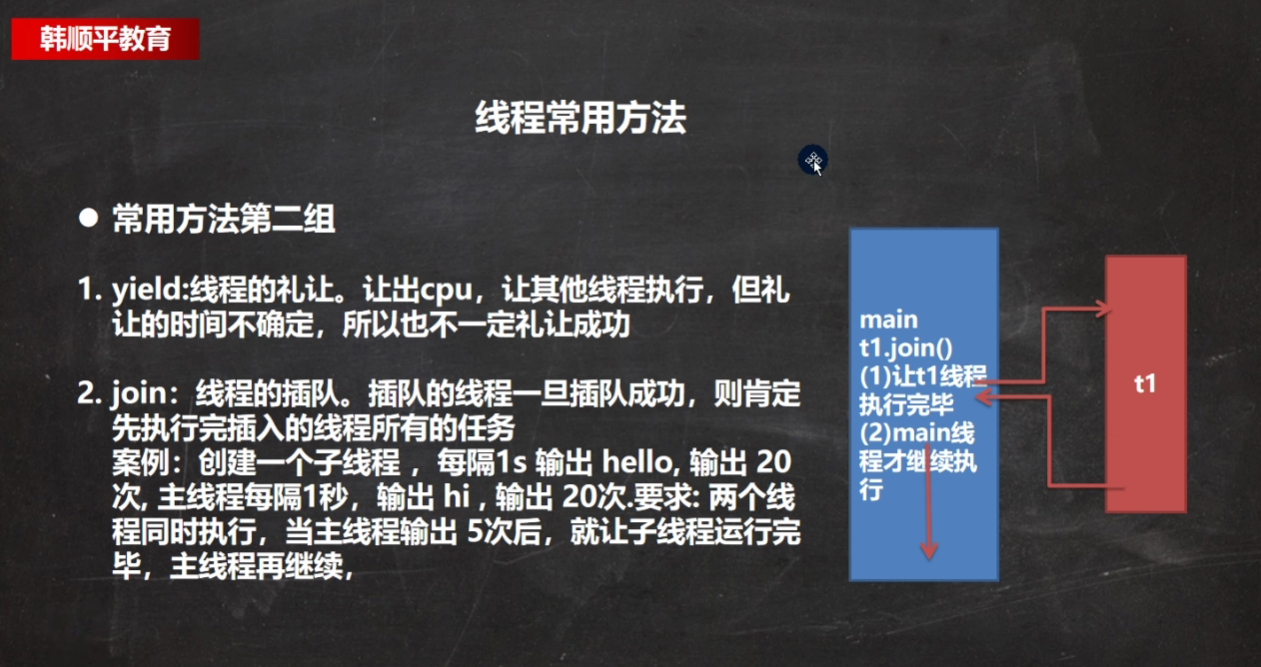 韩顺平教育
线程常用方法
● 常用方法第二组
1. yield:线程的礼让。让出cpu，让其他线程执行，但礼
让的时间不确定，所以也不一定礼让成功
2. join：线程的插队。插队的线程一旦插队成功，则肯定
先执行完插入的线程所有的任务
案例：创建一个子线程 ，每隔1s 输出 hello, 输出 20
次, 主线程每隔1秒，输出 hi , 输出 20次.要求: 两个线
程同时执行，当主线程输出 5次后，就让子线程运行完
毕，主线程再继续，
main
t1.join()
(1)让t1线程
执行完毕
(2)main线
程才继续执
行
t1